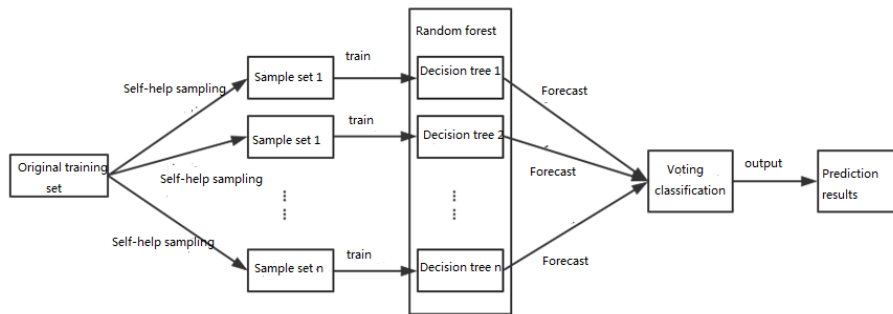 Random forest
train
Sample set 1
Decision tree 1
Self-help sampling
Forecast
train
Sample set 1
Decision tree 2
Original training
set
Self-help sampling
Forecast
Voting
classification
output
Prediction
results
Self-help sampling
train
Sample set n
Decision tree n
Forecast